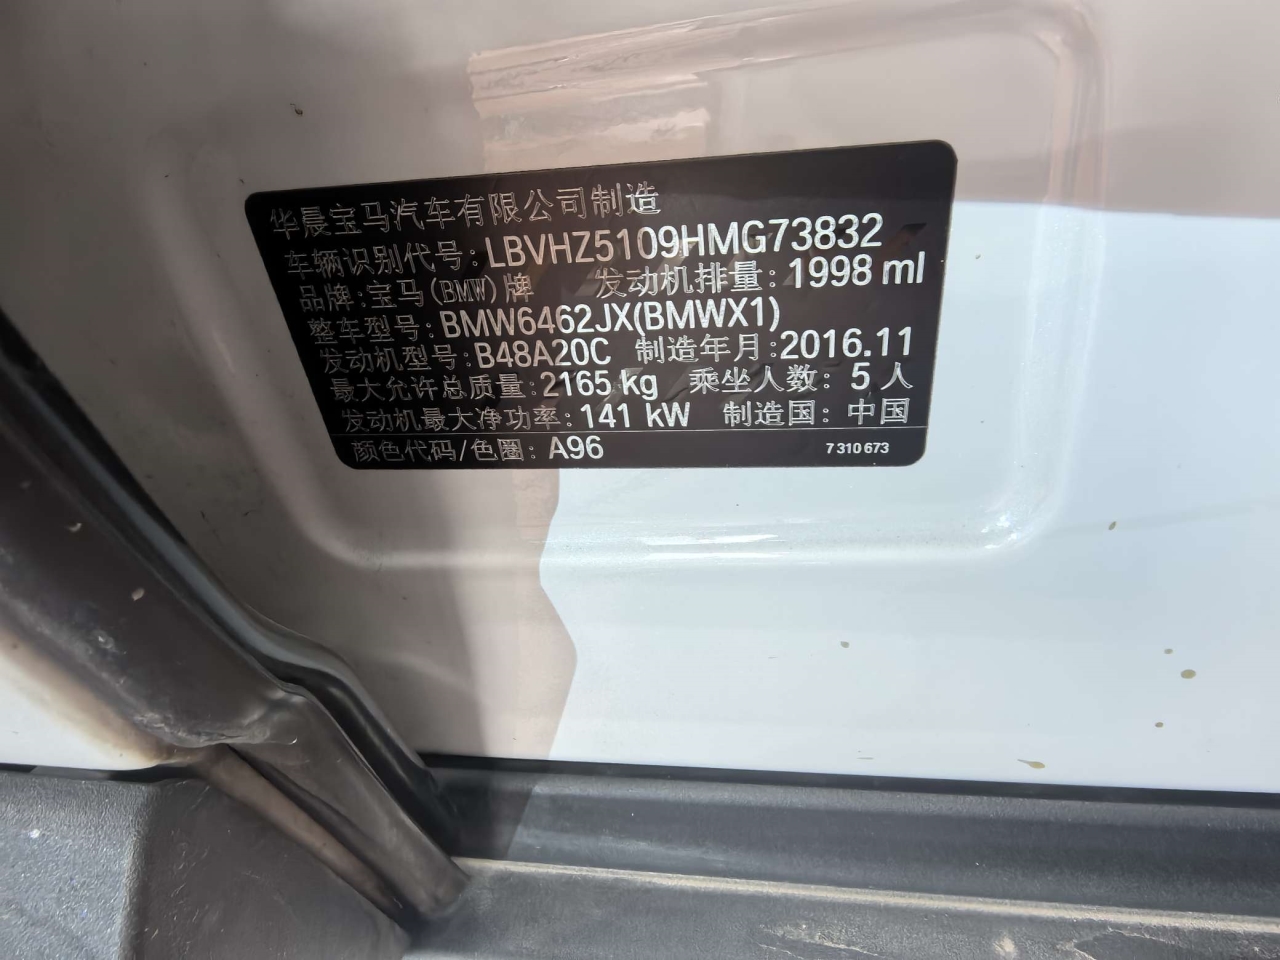 华晨宝马汽车有限公司制造
车辆识别代号: LBVHZ5109HMG73832
品牌: 宝马(BMW)牌 发动机排量: 1998 ml
整车型号: BMW6462JX(BMWX1)
发动机型号: B48A20C 制造年月: 2016.11
最大允许总质量: 2165 kg 乘坐人数: 5 人
发动机最大净功率: 141 kW 制造国: 中国
颜色代码/色圈: A96 7 310 673